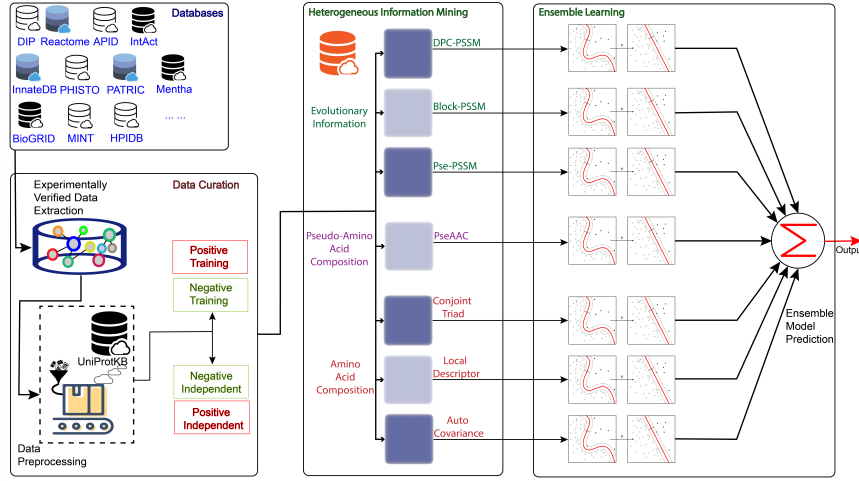 Databases
DIP Reactome APID IntAct
InnateDB PHISTO PATRIC Mentha
BioGRID MINT HPIDB ... ...
Experimentally
Verified Data
Extraction
Data Curation
Positive
Training
Negative
Training
UniProtKB
Negative
Independent
Positive
Independent
Data
Preprocessing
Heterogeneous Information Mining
Evolutionary
Information
Pseudo-Amino
Acid
Composition
Amino
Acid
Composition
DPC-PSSM
Block-PSSM
Pse-PSSM
PseAAC
Conjoint
Triad
Local
Descriptor
Auto
Covariance
Ensemble Learning
Σ
Output
Ensemble
Model
Prediction